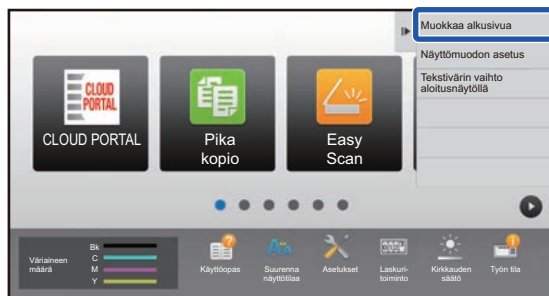 Muokkaa alkusivua
Näyttömuodon asetus
Tekstivärin vaihto
aloitusnäytöllä
CLOUD
PORTAL
CLOUD PORTAL
Pika
kopio
Easy
Scan
Väriaineen
määrä
Bk
C
M
Y
Käyttöopas
Suurenna
näyttötilaa
Asetukset
Laskuri-
toiminto
Kirkkauden
säätö
Työn tila